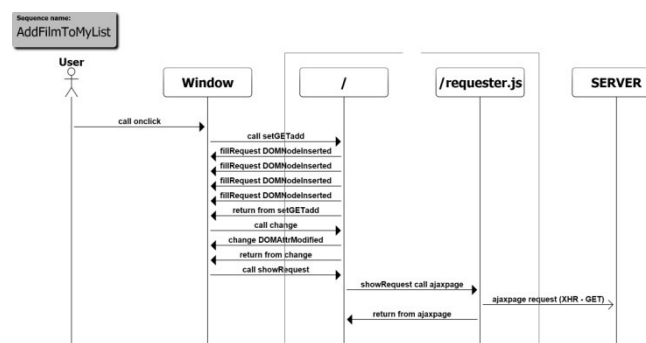 Sequence name:
AddFilmToMyList
User
Window
/
/requester.js
SERVER
call onclick
call setGETadd
fillRequest DOMNodeInserted
fillRequest DOMNodeInserted
fillRequest DOMNodeInserted
fillRequest DOMNodeInserted
return from setGETadd
call change
change DOMAttrModified
return from change
call showRequest
showRequest call ajaxpage
ajaxpage request (XHR - GET)
return from ajaxpage